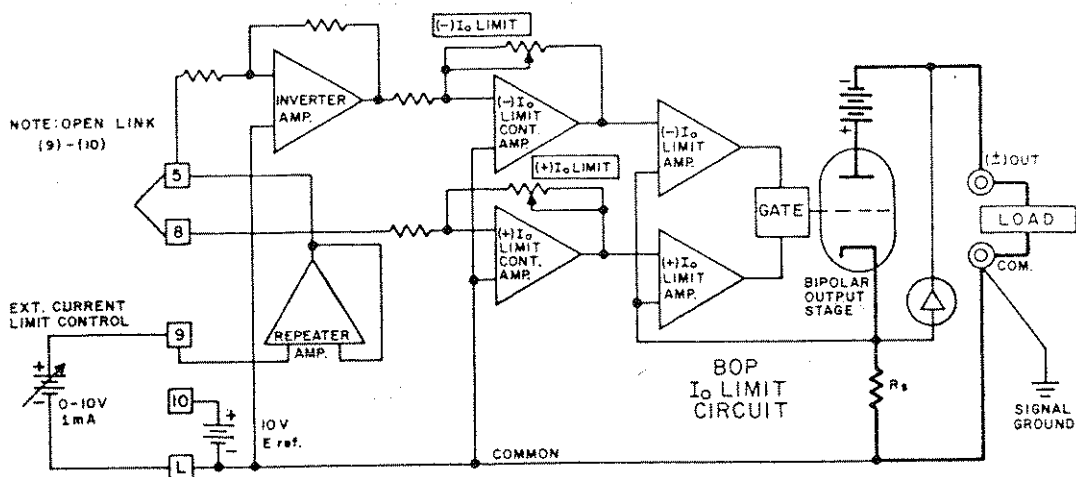 (-)Io LIMIT
INVERTER
AMP.
NOTE: OPEN LINK
(9)-(10)
(-)Io
LIMIT
CONT.
AMP.
(-)Io
LIMIT
AMP.
(+)Io LIMIT
5
8
GATE
(+)Io
LIMIT
CONT.
AMP.
(+)Io
LIMIT
AMP.
BIPOLAR
OUTPUT
STAGE
(±)OUT
LOAD
COM.
EXT. CURRENT
LIMIT CONTROL
9
REPEATER
AMP.
+
-
0-10V
1mA
10
+
-
10V
E ref.
L
COMMON
BOP
Io LIMIT
CIRCUIT
Rs
SIGNAL
GROUND
-
+